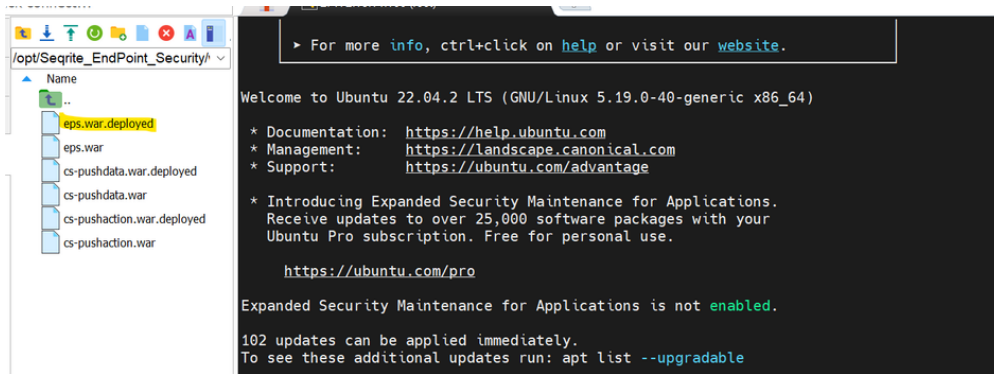 /opt/Seqrite_EndPoint_Security/
Name
..
eps.war.deployed
eps.war
cs-pushdata.war.deployed
cs-pushdata.war
cs-pushaction.war.deployed
cs-pushaction.war
➤ For more info, ctrl+click on help or visit our website.
Welcome to Ubuntu 22.04.2 LTS (GNU/Linux 5.19.0-40-generic x86_64)
* Documentation: https://help.ubuntu.com
* Management: https://landscape.canonical.com
* Support: https://ubuntu.com/advantage
* Introducing Expanded Security Maintenance for Applications.
Receive updates to over 25,000 software packages with your
Ubuntu Pro subscription. Free for personal use.
https://ubuntu.com/pro
Expanded Security Maintenance for Applications is not enabled.
102 updates can be applied immediately.
To see these additional updates run: apt list --upgradable